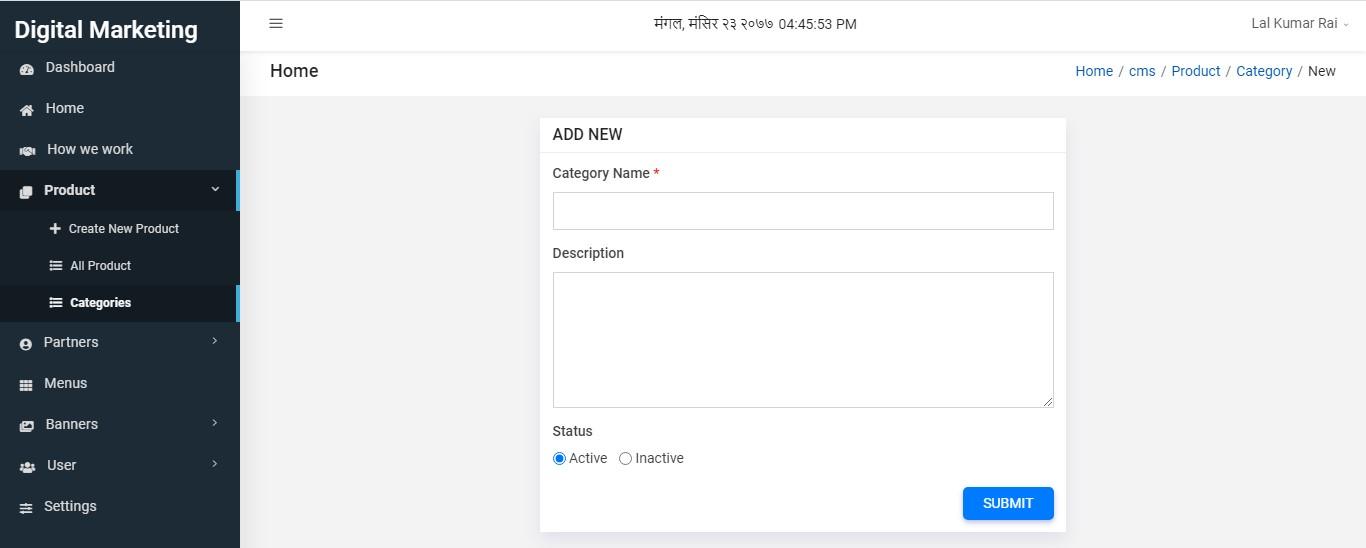 Digital Marketing
मंगल, मंसिर २३ २०७७ 04:45:53 PM
Lal Kumar Rai
Dashboard
Home
How we work
Product
Create New Product
All Product
Categories
Partners
Menus
Banners
User
Settings
Home
Home / cms / Product / Category / New
ADD NEW
Category Name *
Description
Status
Active Inactive
SUBMIT